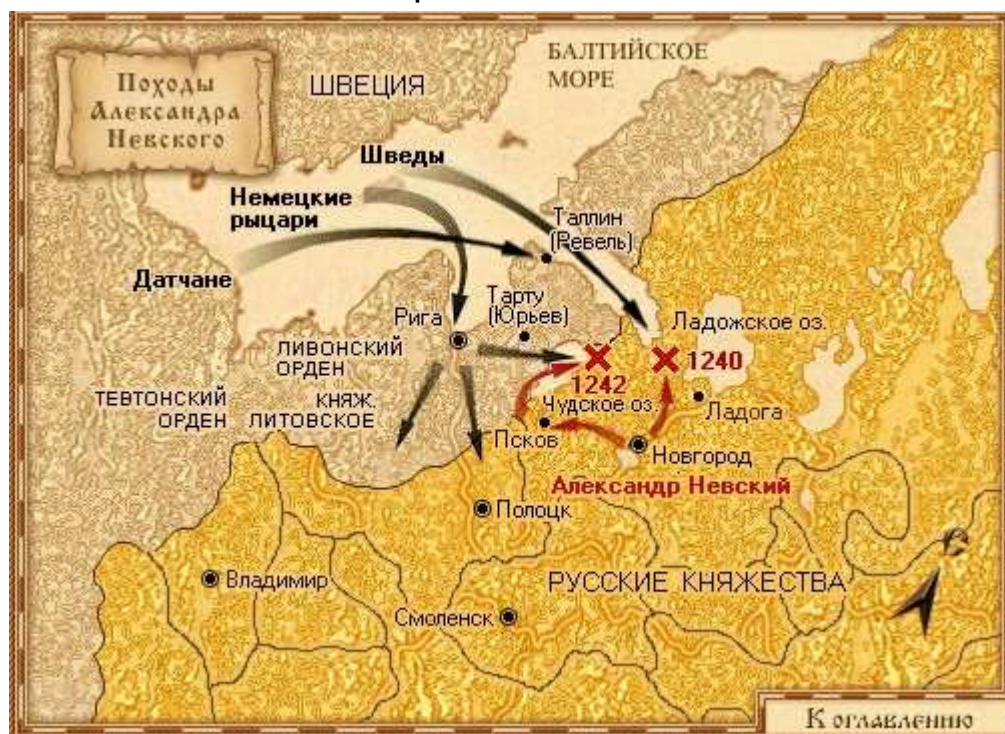 Походы
Александра
Невского
ШВЕЦИЯ
БАЛТИЙСКОЕ
МОРЕ
Шведы
Немецкие
рыцари
Датчане
Таллин
(Ревель)
Тарту
(Юрьев)
Рига
Ладожское оз.
ЛИВОНСКИЙ
ОРДЕН
1240
1242
ТЕВТОНСКИЙ
ОРДЕН
КНЯЖ.
ЛИТОВСКОЕ
Чудское оз.
Ладога
Псков
Новгород
Александр Невский
Полоцк
Владимир
РУССКИЕ КНЯЖЕСТВА
Смоленск
С
К оглавлению